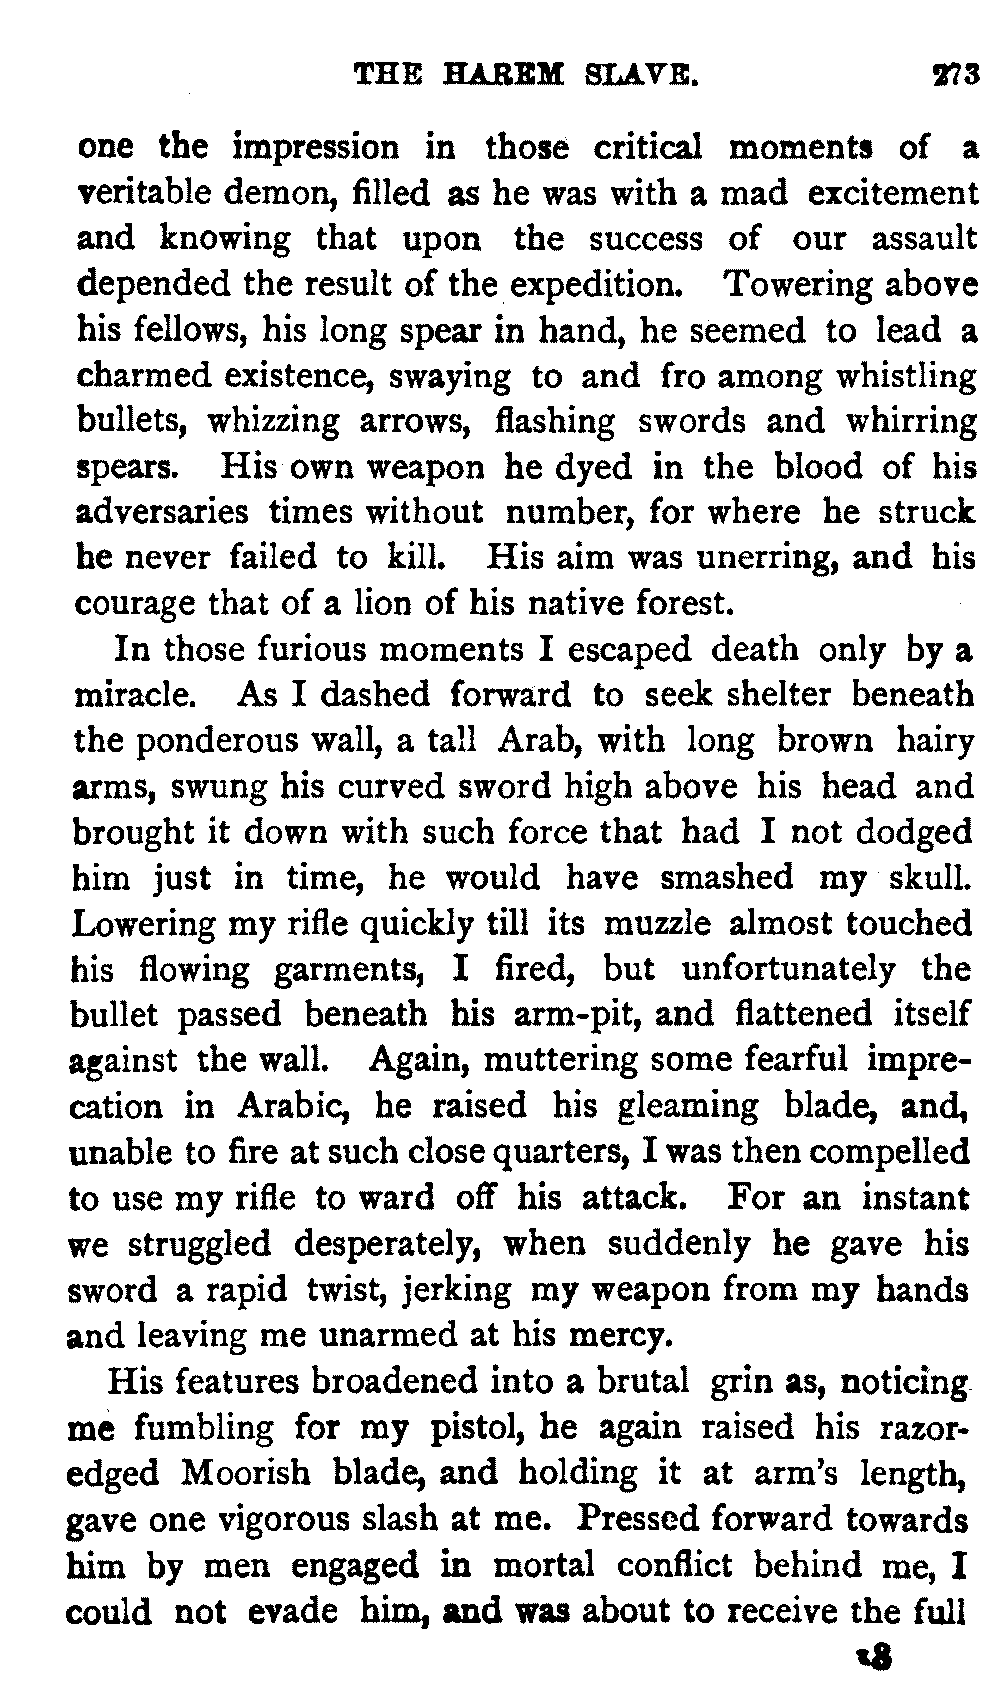 THE HAREM SLAVE. 273
one the impression in those critical moments of a
veritable demon, filled as he was with a mad excitement
and knowing that upon the success of our assault
depended the result of the expedition. Towering above
his fellows, his long spear in hand, he seemed to lead a
charmed existence, swaying to and fro among whistling
bullets, whizzing arrows, flashing swords and whirring
spears. His own weapon he dyed in the blood of his
adversaries times without number, for where he struck
he never failed to kill. His aim was unerring, and his
courage that of a lion of his native forest.
In those furious moments I escaped death only by a
miracle. As I dashed forward to seek shelter beneath
the ponderous wall, a tall Arab, with long brown hairy
arms, swung his curved sword high above his head and
brought it down with such force that had I not dodged
him just in time, he would have smashed my skull.
Lowering my rifle quickly till its muzzle almost touched
his flowing garments, I fired, but unfortunately the
bullet passed beneath his arm-pit, and flattened itself
against the wall. Again, muttering some fearful impre-
cation in Arabic, he raised his gleaming blade, and,
unable to fire at such close quarters, I was then compelled
to use my rifle to ward off his attack. For an instant
we struggled desperately, when suddenly he gave his
sword a rapid twist, jerking my weapon from my hands
and leaving me unarmed at his mercy.
His features broadened into a brutal grin as, noticing
me fumbling for my pistol, he again raised his razor-
edged Moorish blade, and holding it at arm's length,
gave one vigorous slash at me. Pressed forward towards
him by men engaged in mortal conflict behind me, I
could not evade him, and was about to receive the full
18